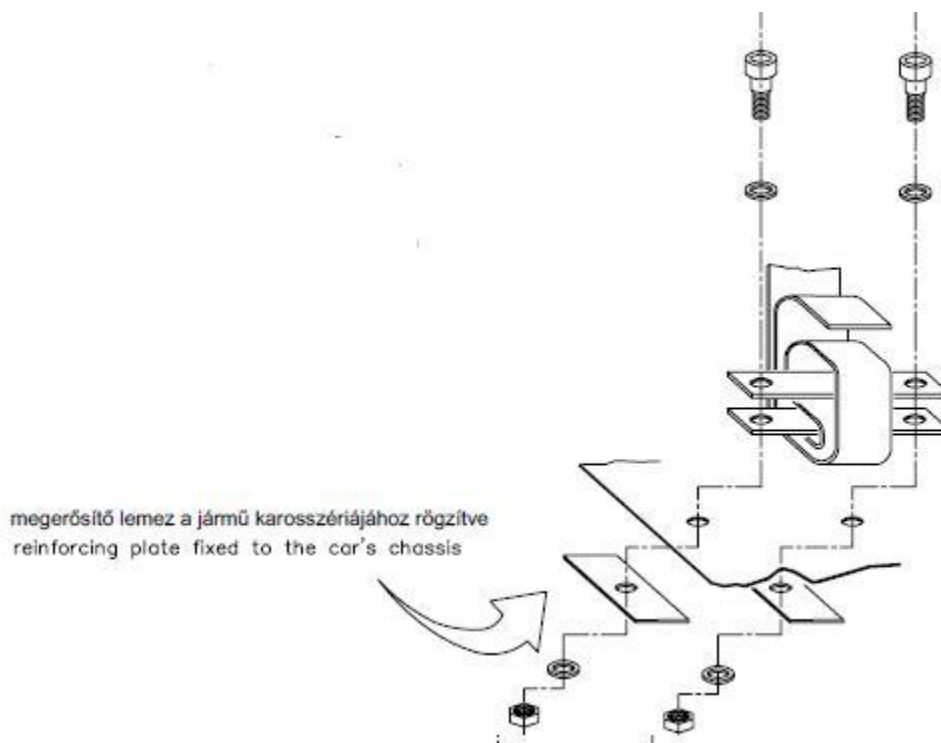 megerősítő lemez a jármű karosszériájához rögzítve
reinforcing plate fixed to the car's chassis